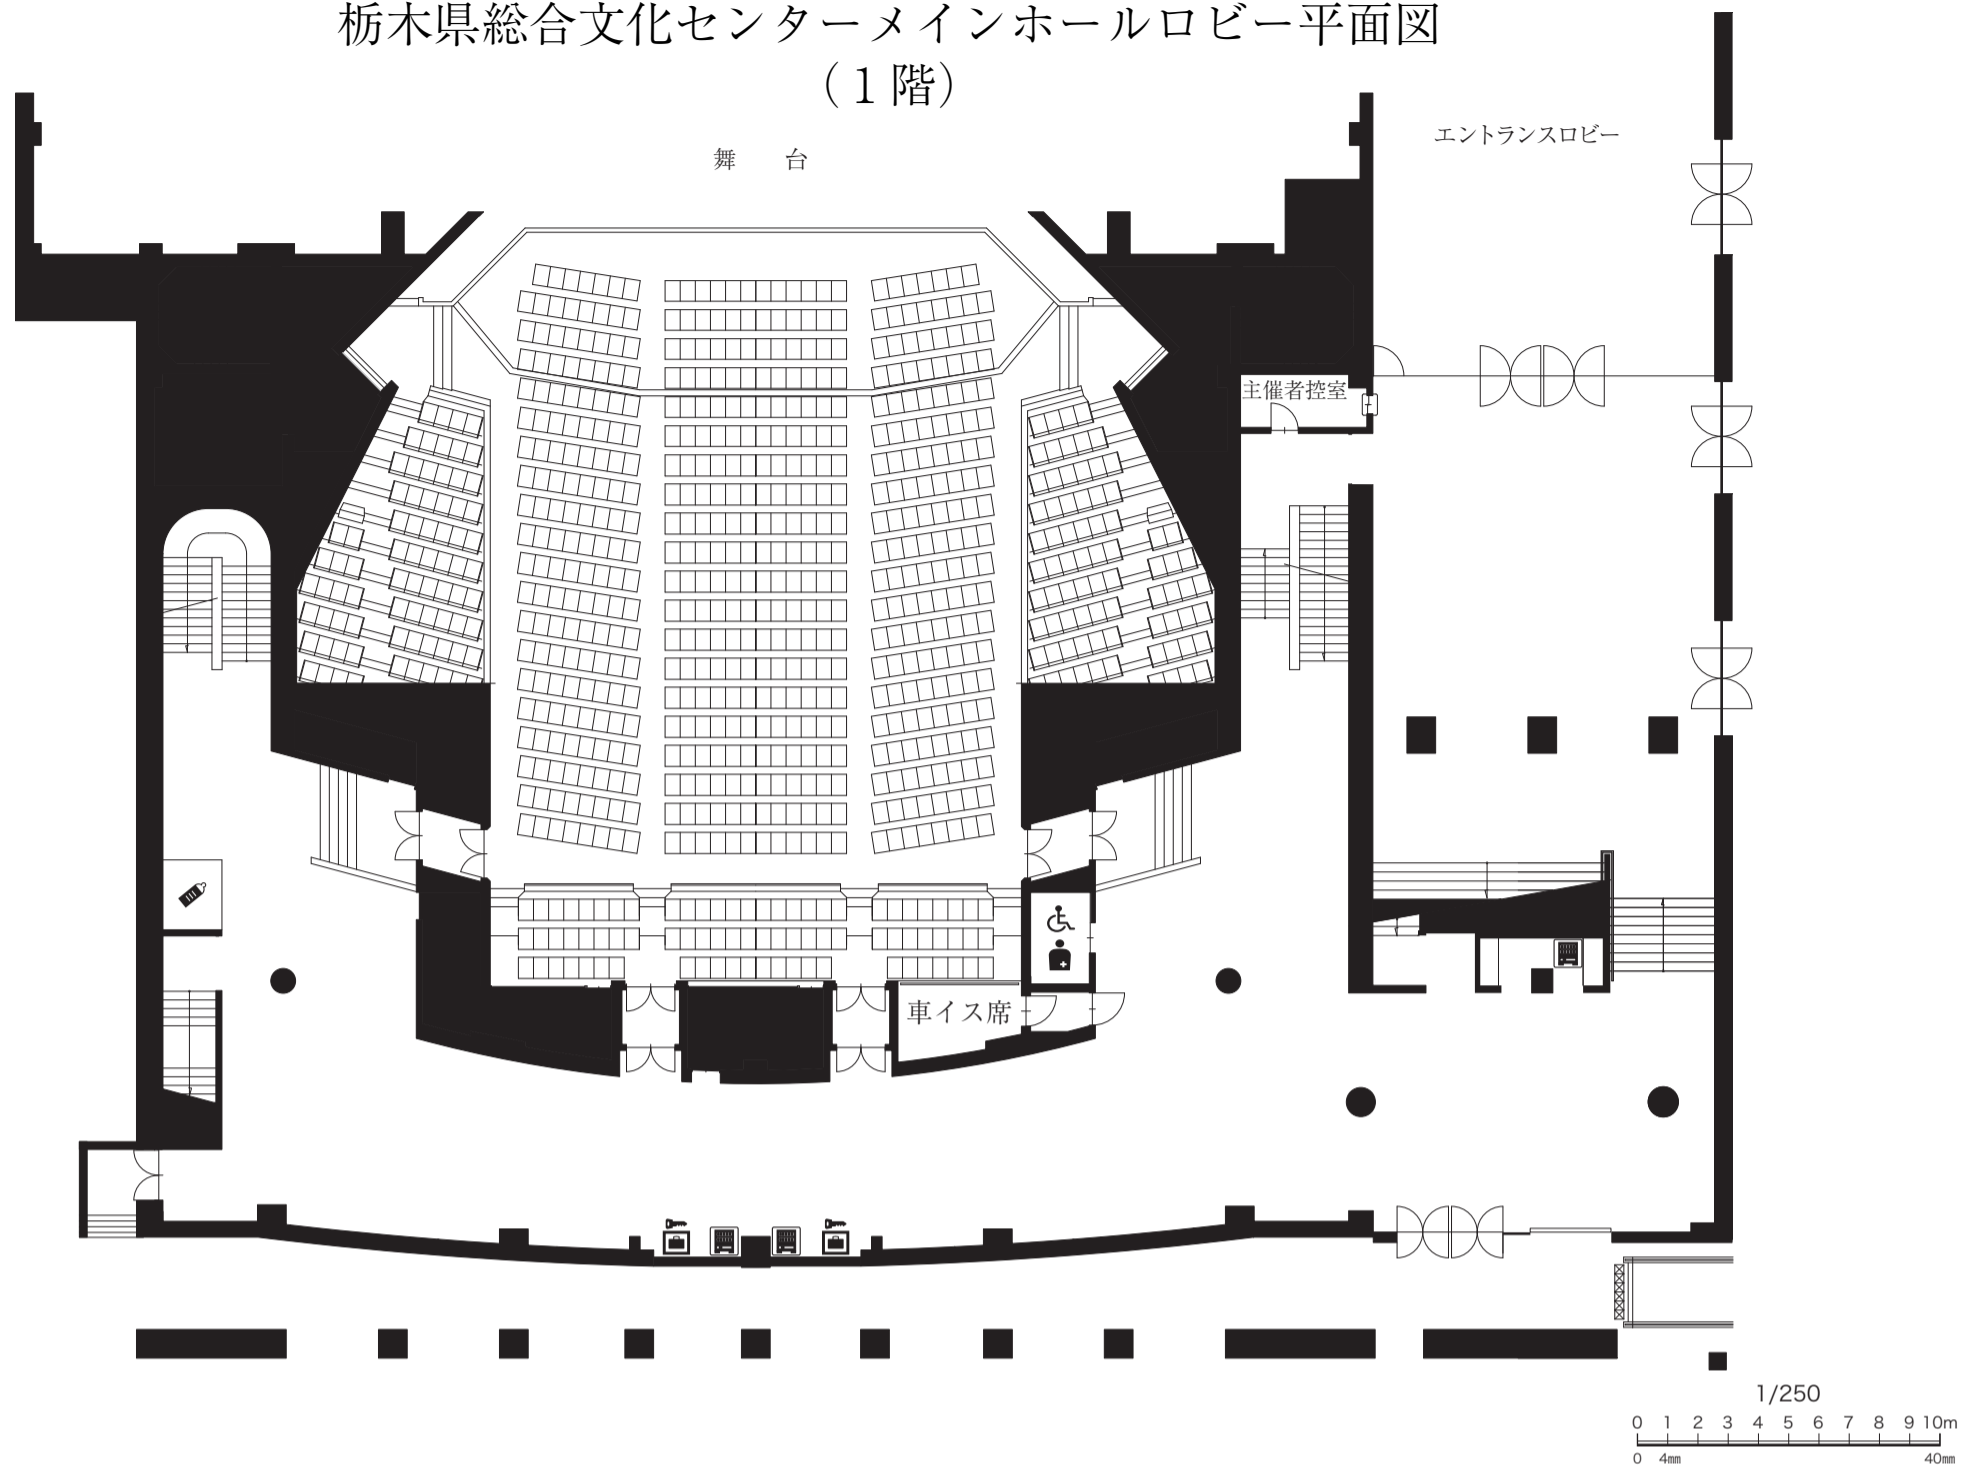 栃木県総合文化センターメインホールロビー平面図
（１階）
エントランスロビー
舞　台
主催者控室
車イス席
1/250
0 1 2 3 4 5 6 7 8 9 10m
0 4㎜ 40㎜